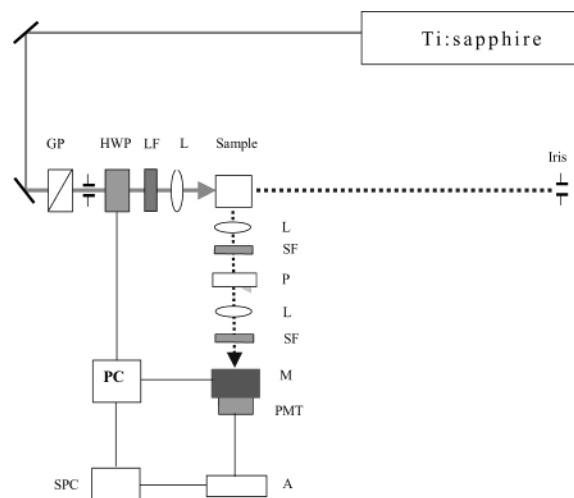 Ti:sapphire
GP HWP LF L Sample Iris
L
SF
P
L
SF
PC M
PMT
SPC A